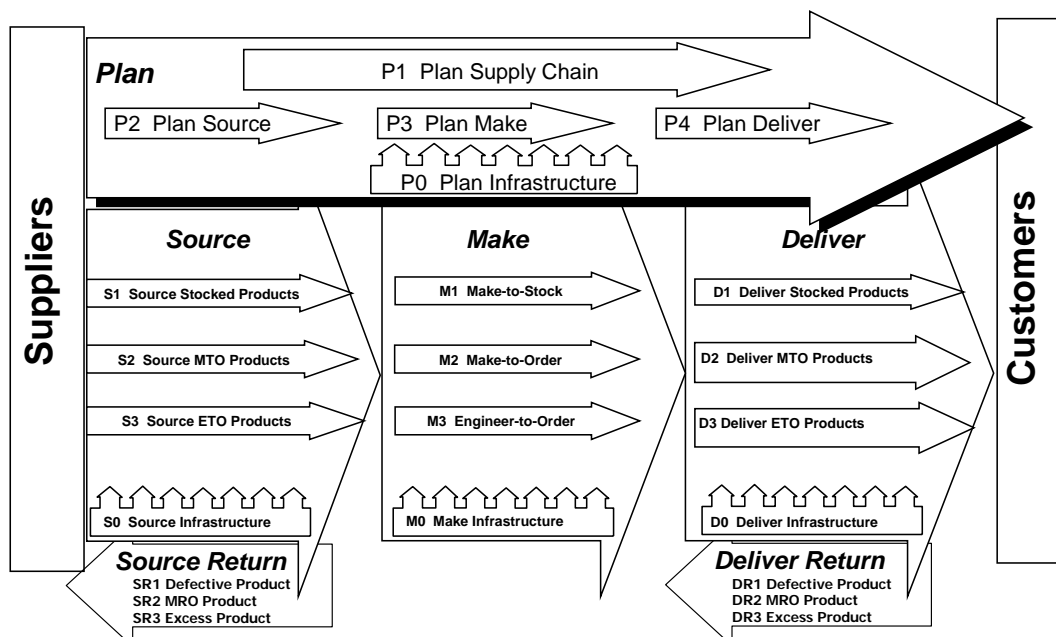 Suppliers
Plan
P1 Plan Supply Chain
P2 Plan Source
P3 Plan Make
P4 Plan Deliver
P0 Plan Infrastructure
Source
S1 Source Stocked Products
S2 Source MTO Products
S3 Source ETO Products
S0 Source Infrastructure
Make
M1 Make-to-Stock
M2 Make-to-Order
M3 Engineer-to-Order
M0 Make Infrastructure
Deliver
D1 Deliver Stocked Products
D2 Deliver MTO Products
D3 Deliver ETO Products
D0 Deliver Infrastructure
Source Return
SR1 Defective Product
SR2 MRO Product
SR3 Excess Product
Deliver Return
DR1 Defective Product
DR2 MRO Product
DR3 Excess Product
Customers